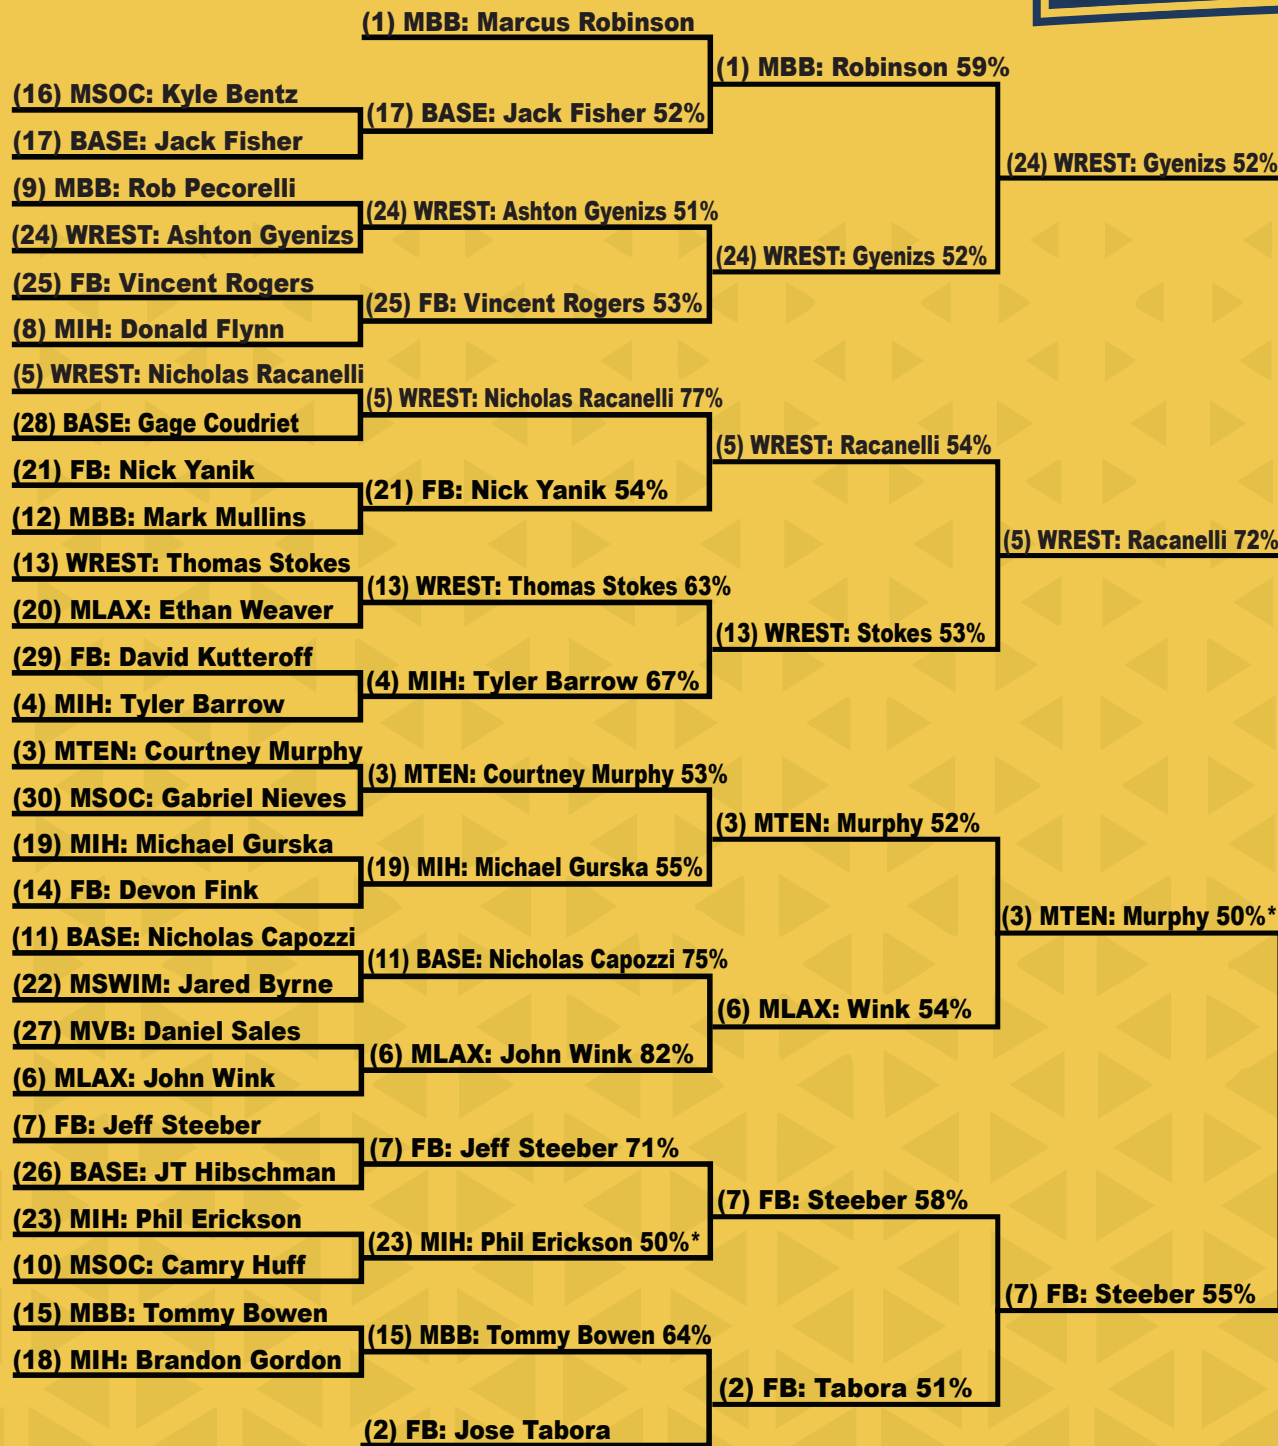 (1) MBB: Marcus Robinson
(16) MSOC: Kyle Bentz
(17) BASE: Jack Fisher
(9) MBB: Rob Pecorelli
(24) WREST: Ashton Gyenizs
(25) FB: Vincent Rogers
(8) MIH: Donald Flynn
(5) WREST: Nicholas Racanelli
(28) BASE: Gage Coudriet
(21) FB: Nick Yanik
(12) MBB: Mark Mullins
(13) WREST: Thomas Stokes
(20) MLAX: Ethan Weaver
(29) FB: David Kutteroff
(4) MIH: Tyler Barrow
(3) MTEN: Courtney Murphy
(30) MSOC: Gabriel Nieves
(19) MIH: Michael Gurska
(14) FB: Devon Fink
(11) BASE: Nicholas Capozzi
(22) MSWIM: Jared Byrne
(27) MVB: Daniel Sales
(6) MLAX: John Wink
(7) FB: Jeff Steeber
(26) BASE: JT Hibschman
(23) MIH: Phil Erickson
(10) MSOC: Camry Huff
(15) MBB: Tommy Bowen
(18) MIH: Brandon Gordon
(2) FB: Jose Tabora
(17) BASE: Jack Fisher 52%
(24) WREST: Ashton Gyenizs 51%
(25) FB: Vincent Rogers 53%
(5) WREST: Nicholas Racanelli 77%
(21) FB: Nick Yanik 54%
(13) WREST: Thomas Stokes 63%
(4) MIH: Tyler Barrow 67%
(3) MTEN: Courtney Murphy 53%
(19) MIH: Michael Gurska 55%
(11) BASE: Nicholas Capozzi 75%
(6) MLAX: John Wink 82%
(7) FB: Jeff Steeber 71%
(23) MIH: Phil Erickson 50%*
(15) MBB: Tommy Bowen 64%
(1) MBB: Robinson 59%
(24) WREST: Gyenizs 52%
(5) WREST: Racanelli 54%
(13) WREST: Stokes 53%
(3) MTEN: Murphy 52%
(6) MLAX: Wink 54%
(7) FB: Steeber 58%
(2) FB: Tabora 51%
(24) WREST: Gyenizs 52%
(5) WREST: Racanelli 72%
(3) MTEN: Murphy 50%*
(7) FB: Steeber 55%